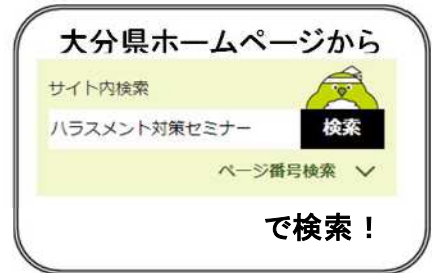 大分県ホームページから
サイト内検索
ハラスメント対策セミナー 検索
ページ番号検索
で検索!